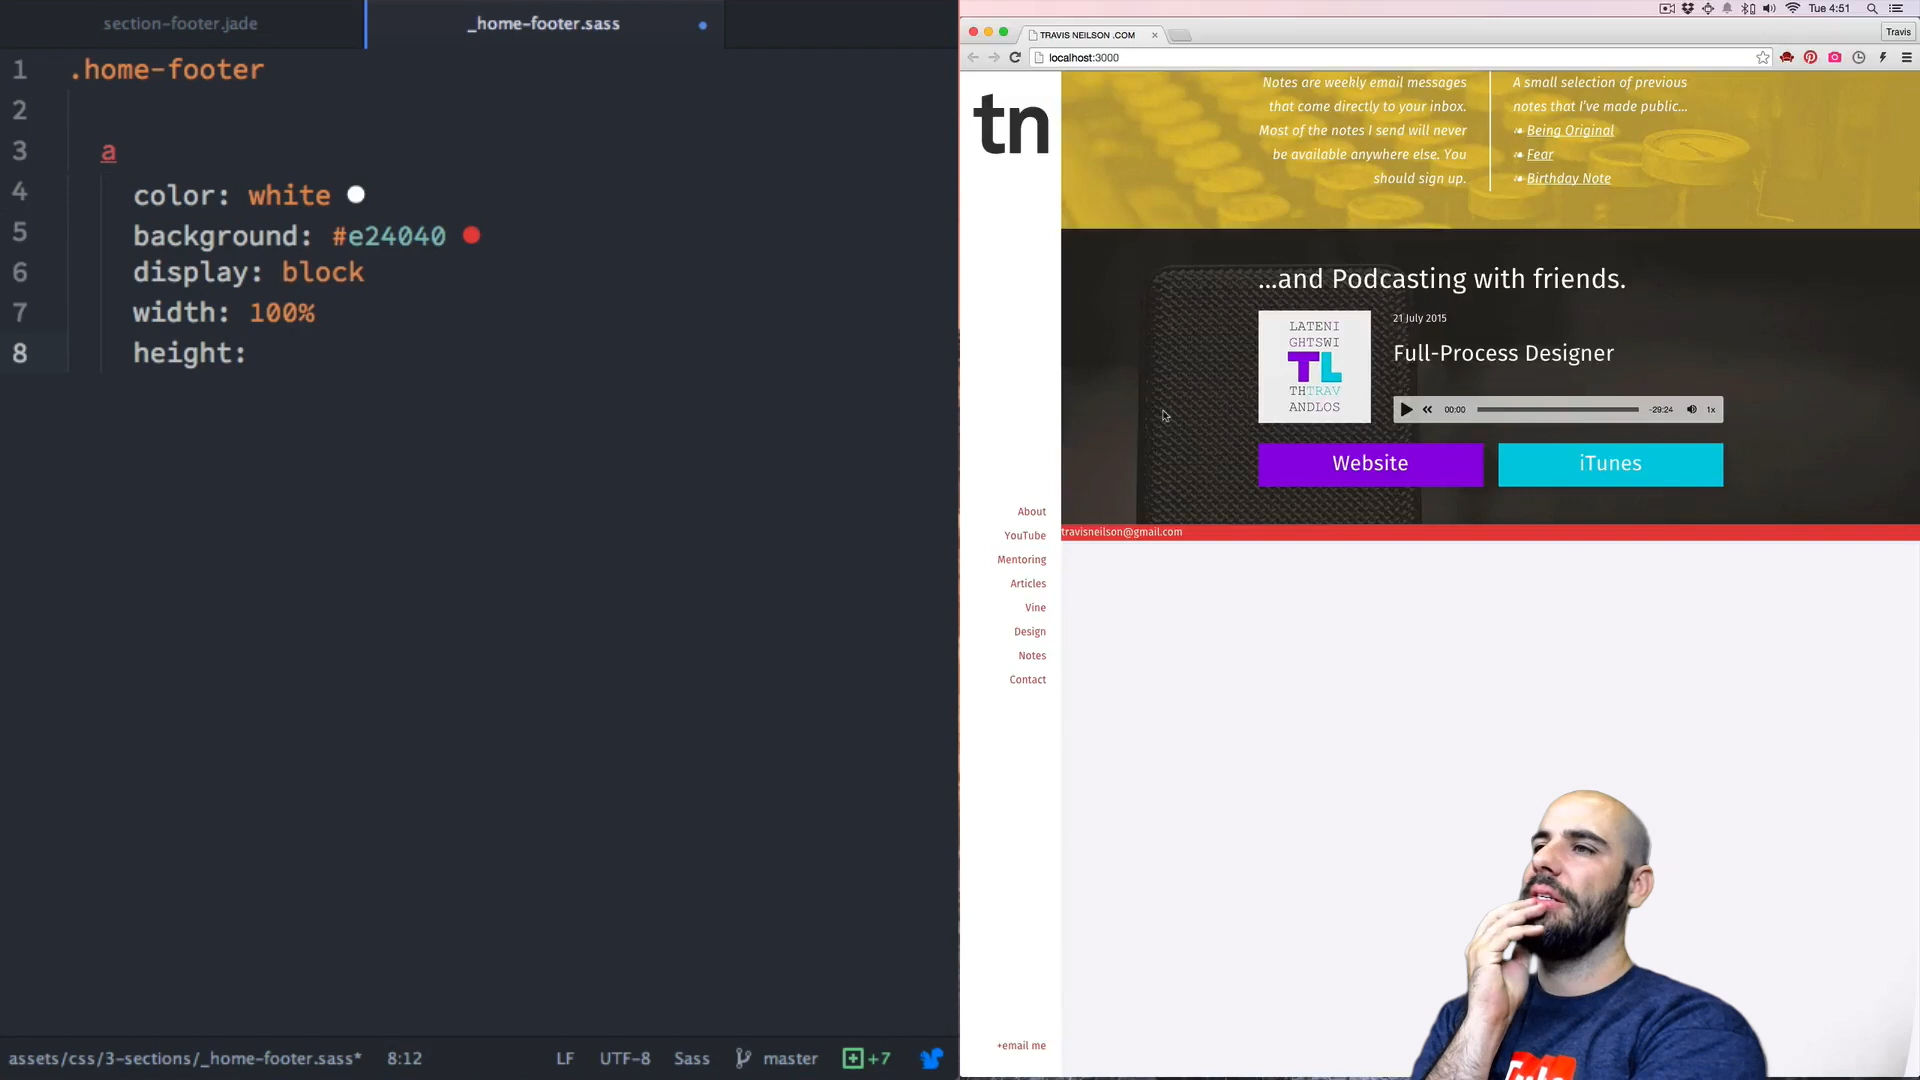 section-footer.jade
_home-footer.sass
1 .home-footer
2
3 a
4 color: white
5 background: #e24040
6 display: block
7 width: 100%
8 height:
assets/css/3-sections/_home-footer.sass* 8:12 LF UTF-8 Sass master +7
Tue 4:51
TRAVIS NEILSON .COM
Travis
localhost:3000
tn
Notes are weekly email messages
that come directly to your inbox.
Most of the notes I send will never
be available anywhere else. You
should sign up.
A small selection of previous
notes that I've made public...
Being Original
Fear
Birthday Note
...and Podcasting with friends.
LATENI
GHTSWI
TL
THTRAV
ANDLOS
21 July 2015
Full-Process Designer
00:00 -29:24 1x
Website
iTunes
travisneilson@gmail.com
About
YouTube
Mentoring
Articles
Vine
Design
Notes
Contact
+email me